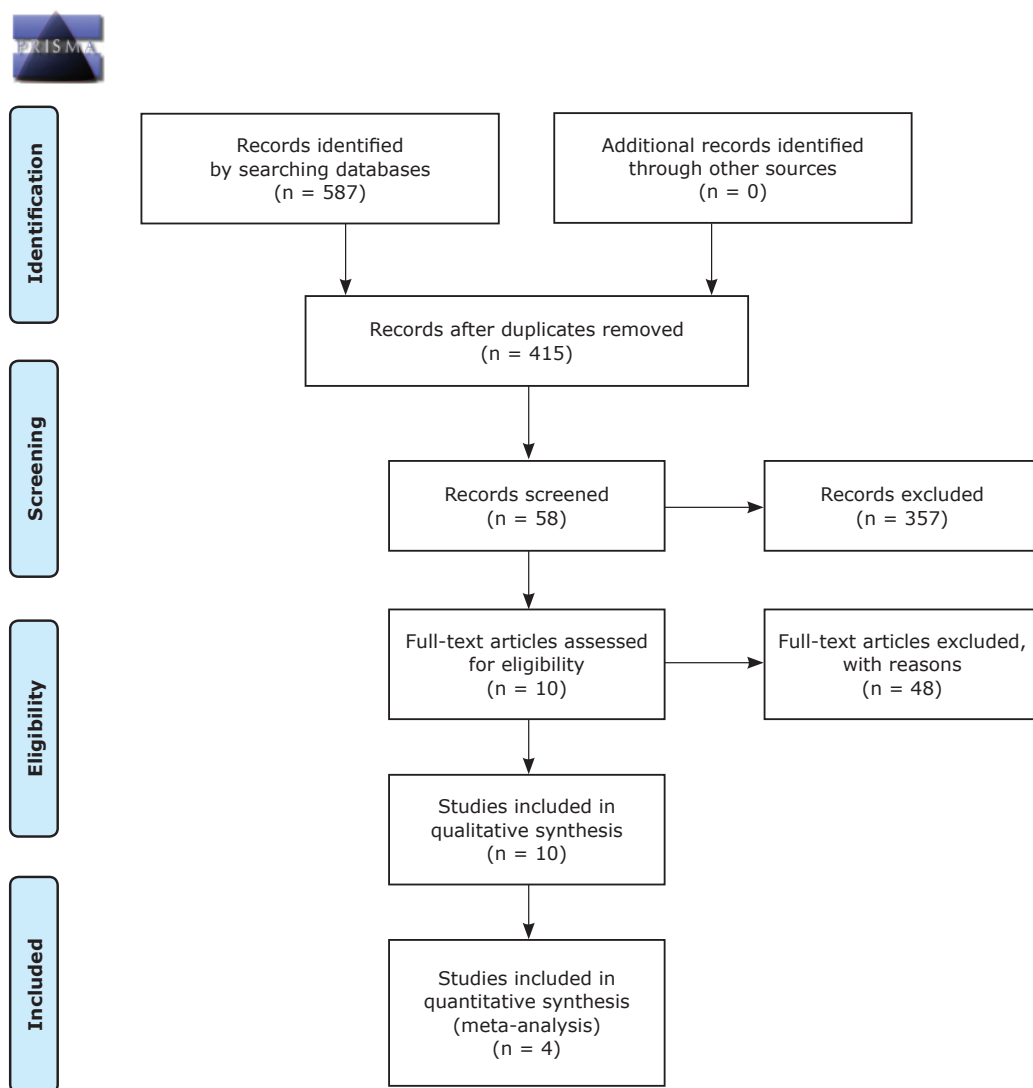 PRISMA
Identification
Records identified
by searching databases
(n = 587)
Additional records identified
through other sources
(n = 0)
Records after duplicates removed
(n = 415)
Screening
Records screened
(n = 58)
Records excluded
(n = 357)
Eligibility
Full-text articles assessed
for eligibility
(n = 10)
Full-text articles excluded,
with reasons
(n = 48)
Studies included in
qualitative synthesis
(n = 10)
Included
Studies included in
quantitative synthesis
(meta-analysis)
(n = 4)